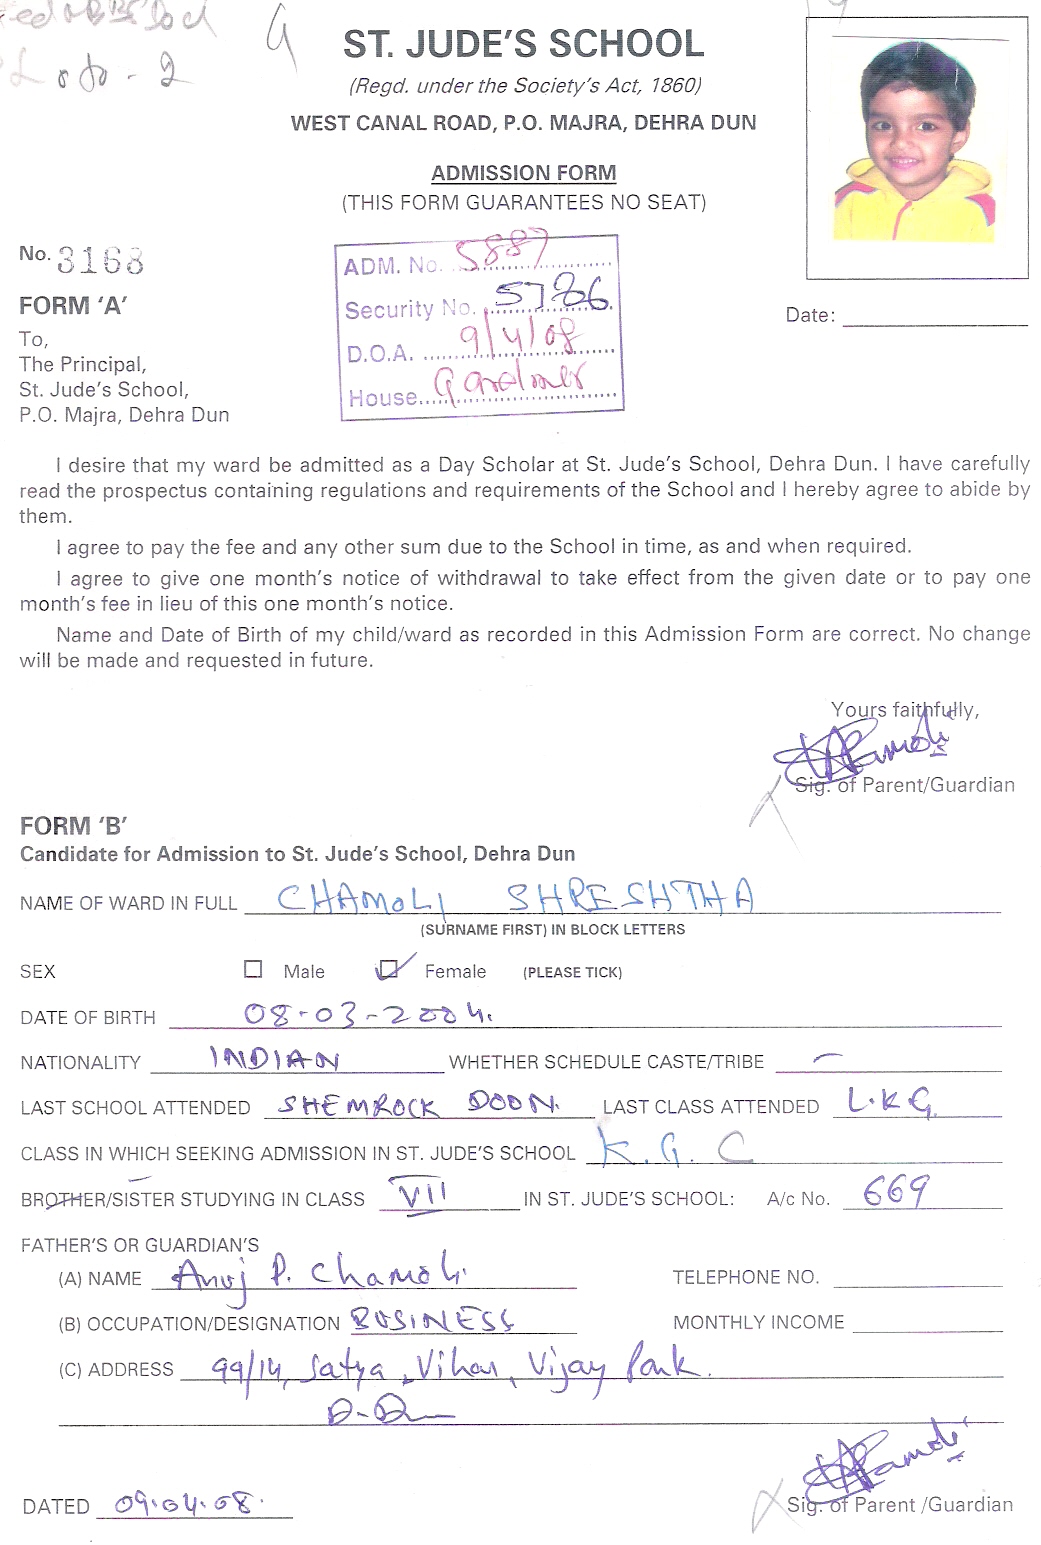 ST. JUDE'S SCHOOL
(Regd. under the Society's Act, 1860)
WEST CANAL ROAD, P.O. MAJRA, DEHRA DUN
ADMISSION FORM
(THIS FORM GUARANTEES NO SEAT)
No. 3168
ADM. No. 5887
Security No. 5786
D.O.A. 9/4/08
House Gardner
Date:
FORM 'A'
To,
The Principal,
St. Jude's School,
P.O. Majra, Dehra Dun
I desire that my ward be admitted as a Day Scholar at St. Jude's School, Dehra Dun. I have carefully
read the prospectus containing regulations and requirements of the School and I hereby agree to abide by
them.
I agree to pay the fee and any other sum due to the School in time, as and when required.
I agree to give one month's notice of withdrawal to take effect from the given date or to pay one
month's fee in lieu of this one month's notice.
Name and Date of Birth of my child/ward as recorded in this Admission Form are correct. No change
will be made and requested in future.
Yours faithfully,
Sig. of Parent/Guardian
FORM 'B'
Candidate for Admission to St. Jude's School, Dehra Dun
NAME OF WARD IN FULL CHAMOLI SHRESHTHA
(SURNAME FIRST) IN BLOCK LETTERS
SEX Male Female (PLEASE TICK)
DATE OF BIRTH 08-03-2004.
NATIONALITY INDIAN WHETHER SCHEDULE CASTE/TRIBE —
LAST SCHOOL ATTENDED SHEMROCK DOON. LAST CLASS ATTENDED L.K.G.
CLASS IN WHICH SEEKING ADMISSION IN ST. JUDE'S SCHOOL K.G. C
BROTHER/SISTER STUDYING IN CLASS VII IN ST. JUDE'S SCHOOL: A/c No. 669
FATHER'S OR GUARDIAN'S
(A) NAME Anuj P. Chamoli TELEPHONE NO.
(B) OCCUPATION/DESIGNATION BUSINESS MONTHLY INCOME
(C) ADDRESS 99/14, Satya Vihar, Vijay Park.
D-Dun
DATED 09.04.08. Sig. of Parent /Guardian